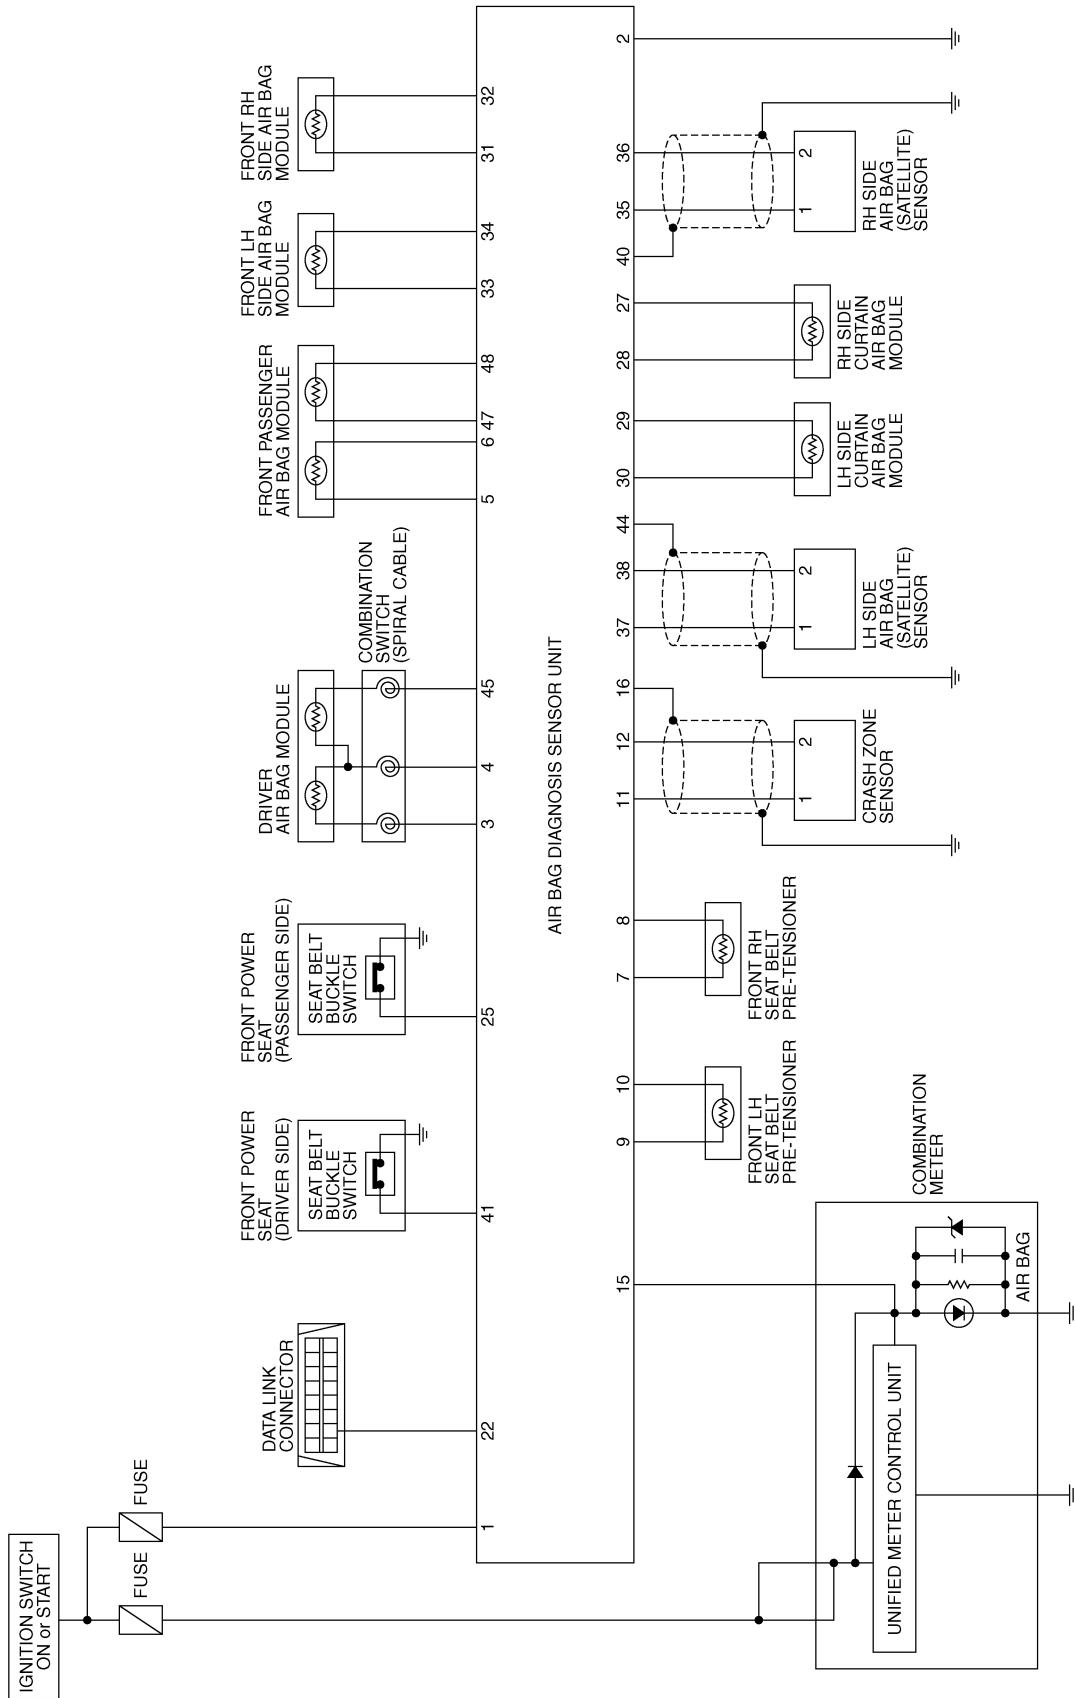 IGNITION SWITCH
ON or START
FUSE
FUSE
1
DATA LINK
CONNECTOR
22
FRONT POWER
SEAT
(DRIVER SIDE)
SEAT BELT
BUCKLE
SWITCH
41
FRONT POWER
SEAT
(PASSENGER SIDE)
SEAT BELT
BUCKLE
SWITCH
25
DRIVER
AIR BAG MODULE
COMBINATION
SWITCH
(SPIRAL CABLE)
3
4
45
FRONT PASSENGER
AIR BAG MODULE
5
6
47
48
FRONT LH
SIDE AIR BAG
MODULE
33
34
FRONT RH
SIDE AIR BAG
MODULE
31
32
AIR BAG DIAGNOSIS SENSOR UNIT
15
9
10
7
8
11
12
16
37
38
44
30
29
28
27
40
35
36
2
UNIFIED METER CONTROL UNIT
AIR BAG
COMBINATION
METER
FRONT LH
SEAT BELT
PRE-TENSIONER
FRONT RH
SEAT BELT
PRE-TENSIONER
1
2
CRASH ZONE
SENSOR
1
2
LH SIDE
AIR BAG
(SATELLITE)
SENSOR
LH SIDE
CURTAIN
AIR BAG
MODULE
RH SIDE
CURTAIN
AIR BAG
MODULE
1
2
RH SIDE
AIR BAG
(SATELLITE)
SENSOR